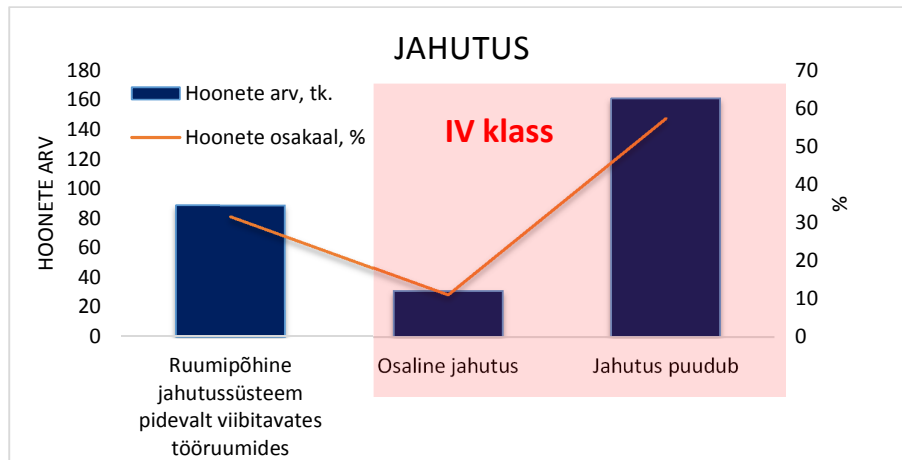 JAHUTUS
180
160
140
120
100
80
60
40
20
0
HOONETE ARV
Hoonete arv, tk.
Hoonete osakaal, %
IV klass
70
60
50
40
30
20
10
0
%
Ruumipõhine
jahutussüsteem
pidevalt viibitavates
tööruumides
Osaline jahutus
Jahutus puudub